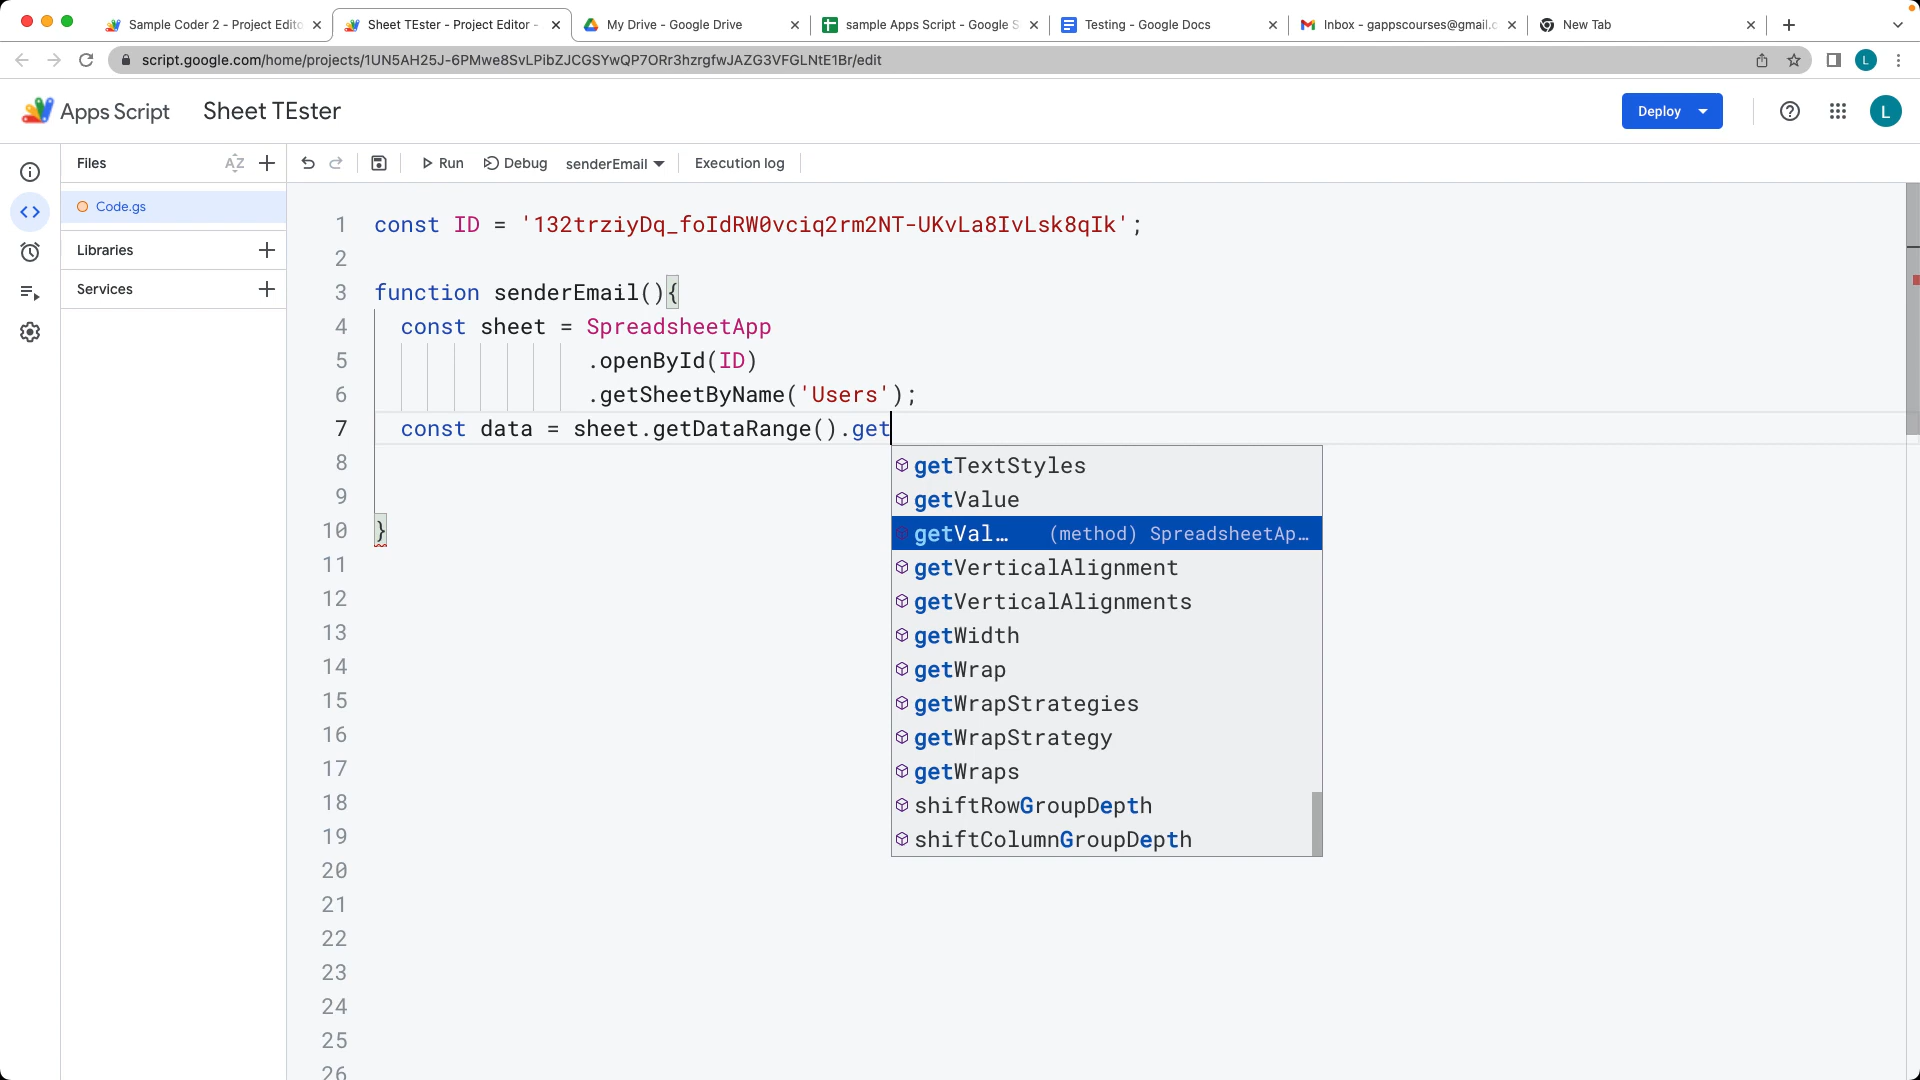 Sample Coder 2 - Project Edito
Sheet TEster - Project Editor -
My Drive - Google Drive
sample Apps Script - Google S
Testing - Google Docs
Inbox - gappscourses@gmail.c
New Tab
script.google.com/home/projects/1UN5AH25J-6PMwe8SvLPibZJCGSYwQP7ORr3hzrgfwJAZG3VFGLNtE1Br/edit
L
Apps Script
Sheet TEster
Deploy
L
Files
AZ
Run
Debug
senderEmail
Execution log
Code.gs
Libraries
Services
1 const ID = '132trziyDq_foIdRW0vciq2rm2NT-UKvLa8IvLsk8qIk';
2
3 function senderEmail(){
4 const sheet = SpreadsheetApp
5 .openById(ID)
6 .getSheetByName('Users');
7 const data = sheet.getDataRange().get
8
9
10 }
11
12
13
14
15
16
17
18
19
20
21
22
23
24
25
26
getTextStyles
getValue
getVal… (method) SpreadsheetAp…
getVerticalAlignment
getVerticalAlignments
getWidth
getWrap
getWrapStrategies
getWrapStrategy
getWraps
shiftRowGroupDepth
shiftColumnGroupDepth